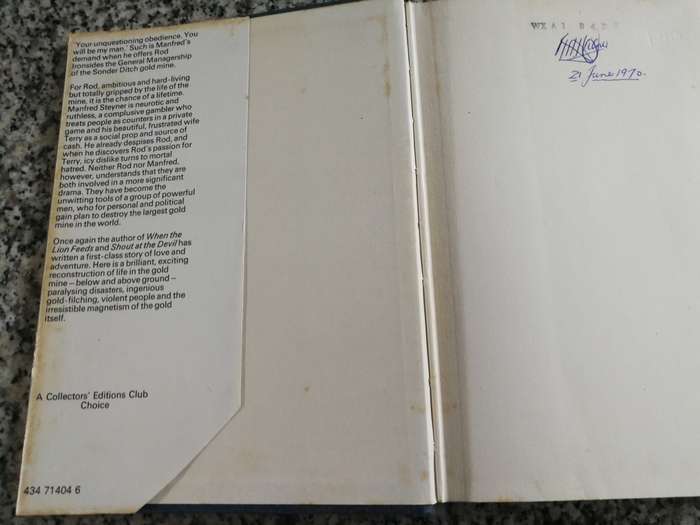 'Your unquestioning obedience. You
will be my man.' Such is Manfred's
demand when he offers Rod
Ironsides the General Managership
of the Sonder Ditch gold mine.
For Rod, ambitious and hard-living
but totally gripped by the life of the
mine, it is the chance of a lifetime.
Manfred Steyner is neurotic and
ruthless, a complusive gambler who
treats people as counters in a private
game and his beautiful, frustrated wife
Terry as a social prop and source of
cash. He already despises Rod, and
when he discovers Rod's passion for
Terry, icy dislike turns to mortal
hatred. Neither Rod nor Manfred,
however, understands that they are
both involved in a more significant
drama. They have become the
unwitting tools of a group of powerful
men, who for personal and political
gain plan to destroy the largest gold
mine in the world.
Once again the author of When the
Lion Feeds and Shout at the Devil has
written a first-class story of love and
adventure. Here is a brilliant, exciting
reconstruction of life in the gold
mine – below and above ground –
paralysing disasters, ingenious
gold-filching, violent people and the
irresistible magnetism of the gold
itself.
A Collectors' Editions Club
Choice
434 71404 6
21 June 1970.